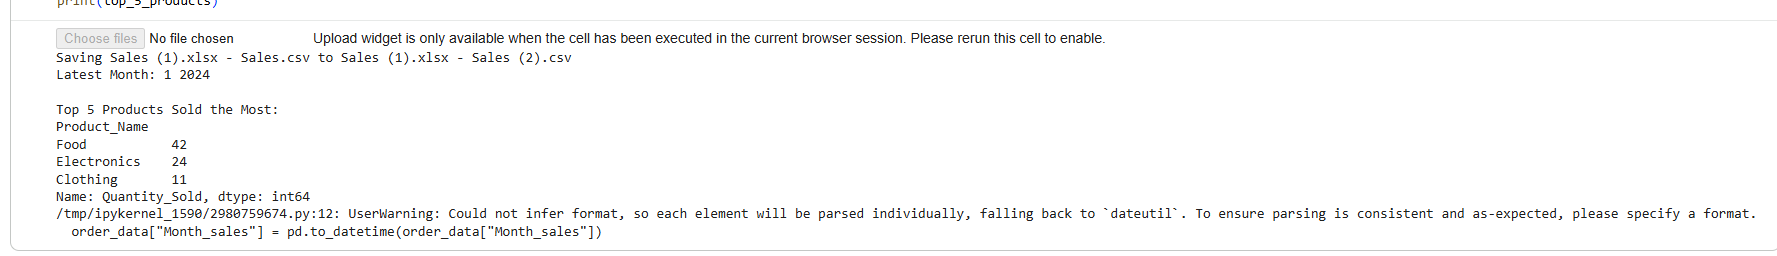 print(top_5_products)
Choose files No file chosen Upload widget is only available when the cell has been executed in the current browser session. Please rerun this cell to enable.
Saving Sales (1).xlsx - Sales.csv to Sales (1).xlsx - Sales (2).csv
Latest Month: 1 2024
Top 5 Products Sold the Most:
Product_Name
Food 42
Electronics 24
Clothing 11
Name: Quantity_Sold, dtype: int64
/tmp/ipykernel_1590/2980759674.py:12: UserWarning: Could not infer format, so each element will be parsed individually, falling back to `dateutil`. To ensure parsing is consistent and as-expected, please specify a format.
order_data["Month_sales"] = pd.to_datetime(order_data["Month_sales"])